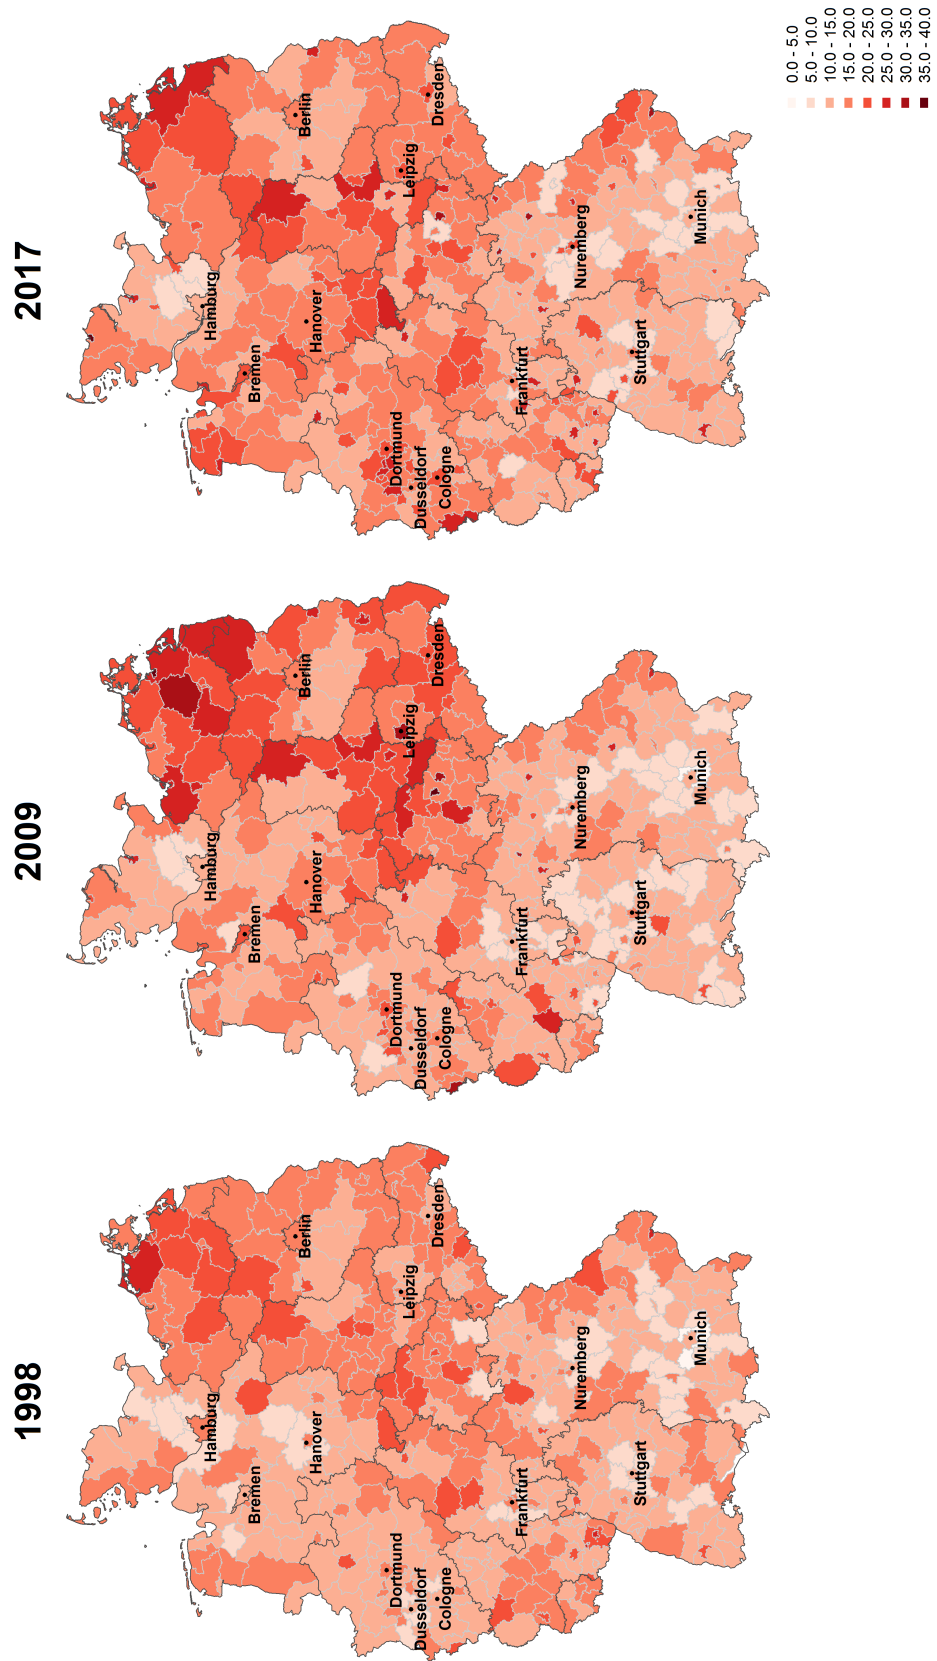 1998
Hamburg
Bremen
Berlin
Hanover
Dortmund
Leipzig
Dusseldorf
Dresden
Cologne
Frankfurt
Nuremberg
Stuttgart
Munich
2009
Hamburg
Bremen
Berlin
Hanover
Dortmund
Leipzig
Dusseldorf
Dresden
Cologne
Frankfurt
Nuremberg
Stuttgart
Munich
2017
Hamburg
Bremen
Berlin
Hanover
Dortmund
Leipzig
Dusseldorf
Dresden
Cologne
Frankfurt
Nuremberg
Stuttgart
Munich
0.0 - 5.0
5.0 - 10.0
10.0 - 15.0
15.0 - 20.0
20.0 - 25.0
25.0 - 30.0
30.0 - 35.0
35.0 - 40.0